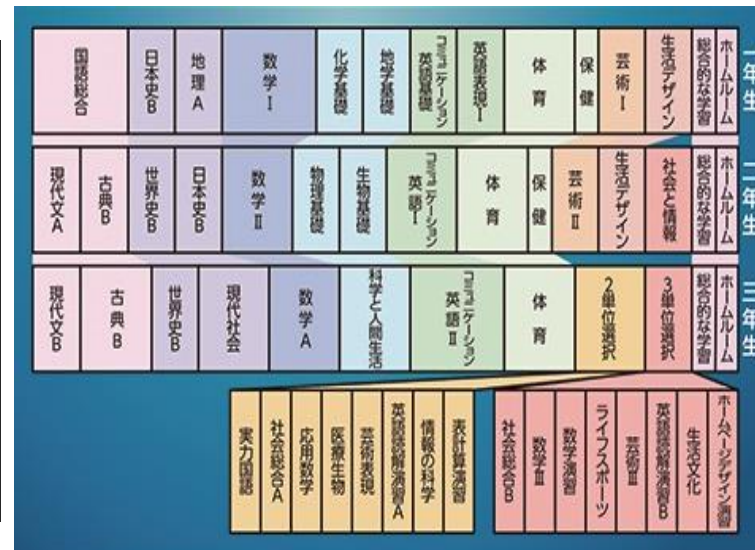 一年生
ホームルーム
総合的な学習
生活デザイン
芸術Ⅰ
保健
体育
英語表現Ⅰ
コミュニケーション英語基礎
地学基礎
化学基礎
数学Ⅰ
地理A
日本史B
国語総合
二年生
ホームルーム
総合的な学習
社会と情報
生活デザイン
芸術Ⅱ
保健
体育
コミュニケーション英語Ⅰ
生物基礎
物理基礎
数学Ⅱ
日本史B
世界史B
古典B
現代文A
三年生
ホームルーム
総合的な学習
3単位選択
2単位選択
体育
コミュニケーション英語Ⅱ
科学と人間生活
数学A
現代社会
世界史B
古典B
現代文B
ホームページデザイン演習
生活文化
英語読解演習B
芸術Ⅲ
ライフスポーツ
数学演習
数学Ⅲ
社会総合B
表計算演習
情報の科学
英語読解演習A
芸術表現
医療生物
応用数学
社会総合A
実力国語